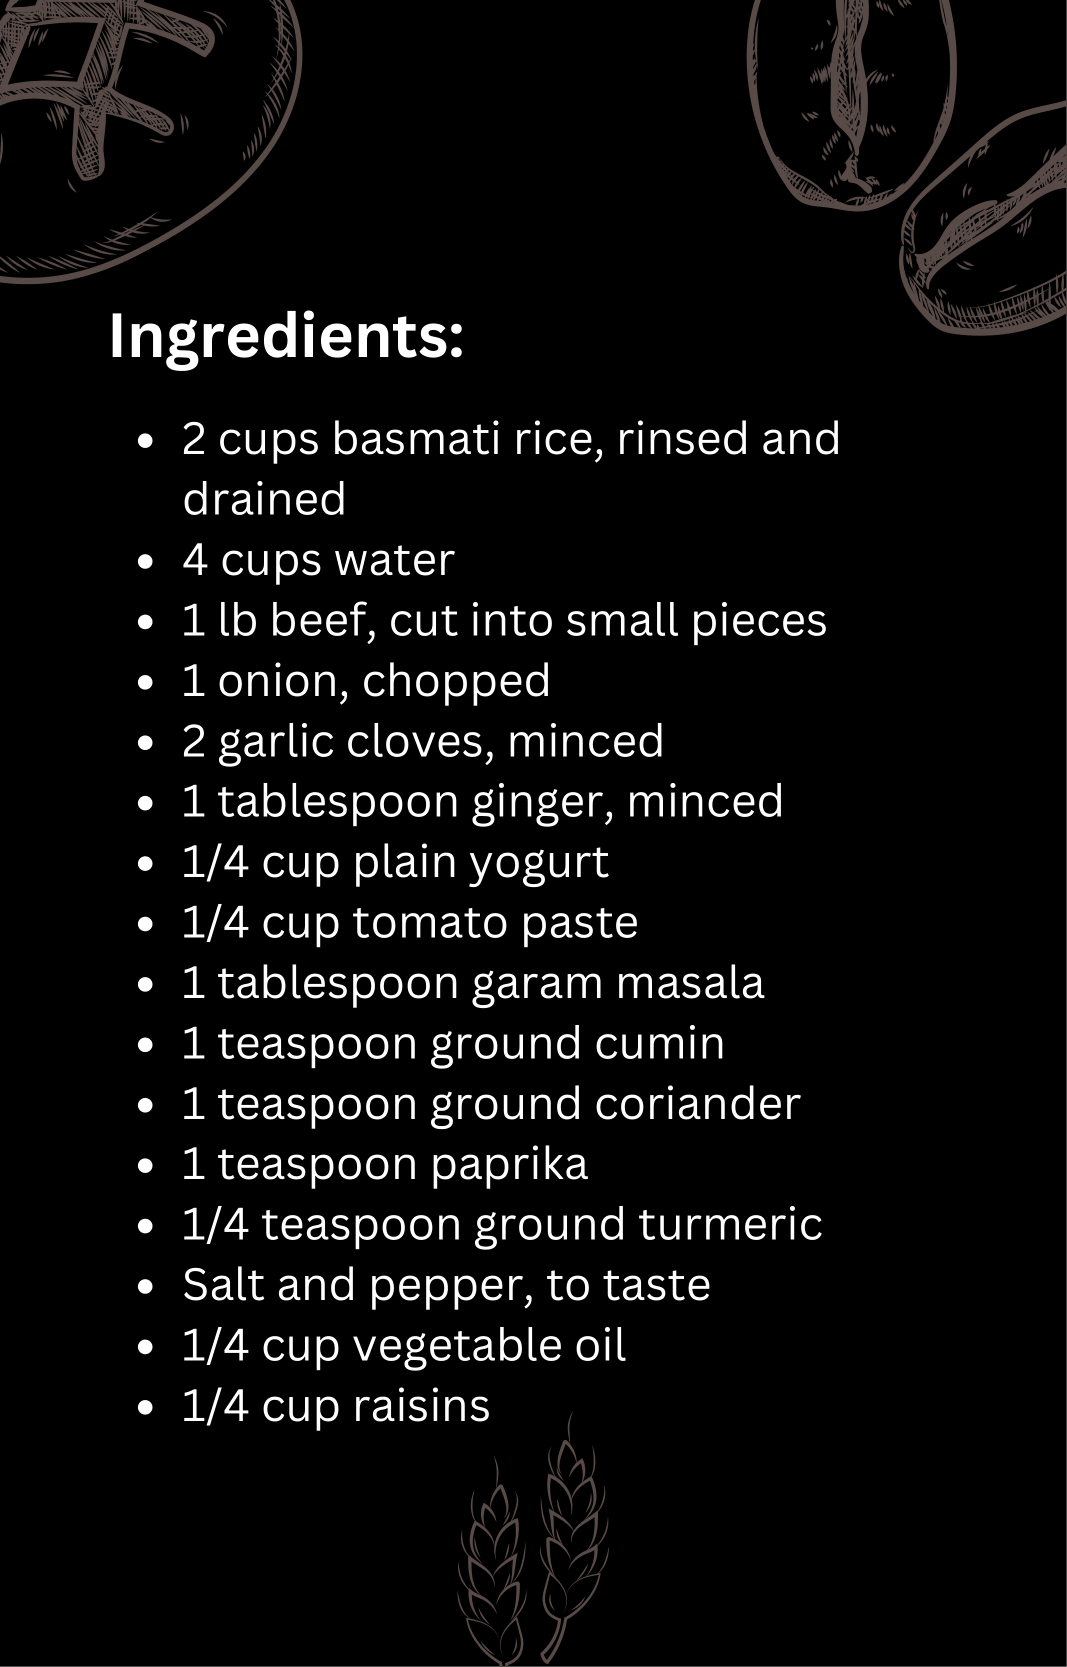 Ingredients:
• 2 cups basmati rice, rinsed and
drained
• 4 cups water
• 1 lb beef, cut into small pieces
• 1 onion, chopped
• 2 garlic cloves, minced
• 1 tablespoon ginger, minced
• 1/4 cup plain yogurt
• 1/4 cup tomato paste
• 1 tablespoon garam masala
• 1 teaspoon ground cumin
• 1 teaspoon ground coriander
• 1 teaspoon paprika
• 1/4 teaspoon ground turmeric
• Salt and pepper, to taste
• 1/4 cup vegetable oil
• 1/4 cup raisins